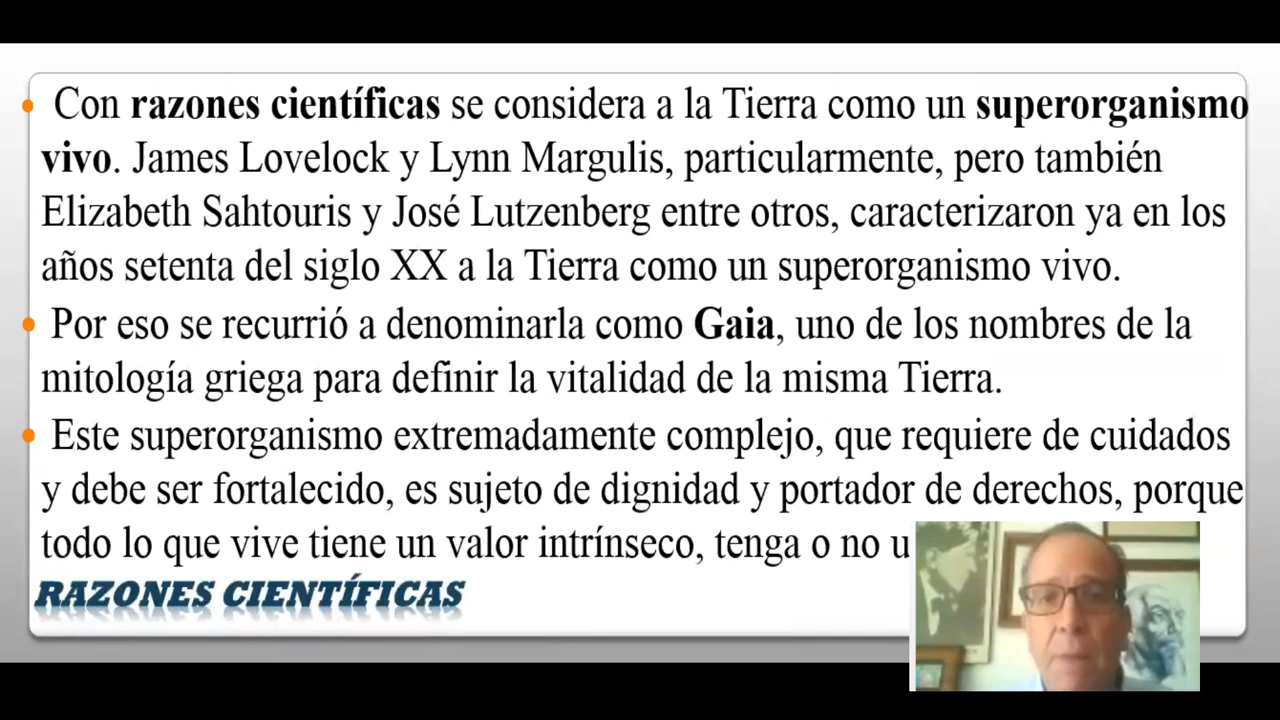 • Con razones científicas se considera a la Tierra como un superorganismo
vivo. James Lovelock y Lynn Margulis, particularmente, pero también
Elizabeth Sahtouris y José Lutzenberg entre otros, caracterizaron ya en los
años setenta del siglo XX a la Tierra como un superorganismo vivo.
• Por eso se recurrió a denominarla como Gaia, uno de los nombres de la
mitología griega para definir la vitalidad de la misma Tierra.
• Este superorganismo extremadamente complejo, que requiere de cuidados
y debe ser fortalecido, es sujeto de dignidad y portador de derechos, porque
todo lo que vive tiene un valor intrínseco, tenga o no
RAZONES CIENTÍFICAS